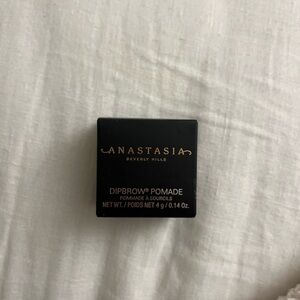 ANASTASIA
BEVERLY HILLS
DIPBROW® POMADE
POMMADE À SOURCILS
NET WT. / POIDS NET 4 g / 0.14 Oz.